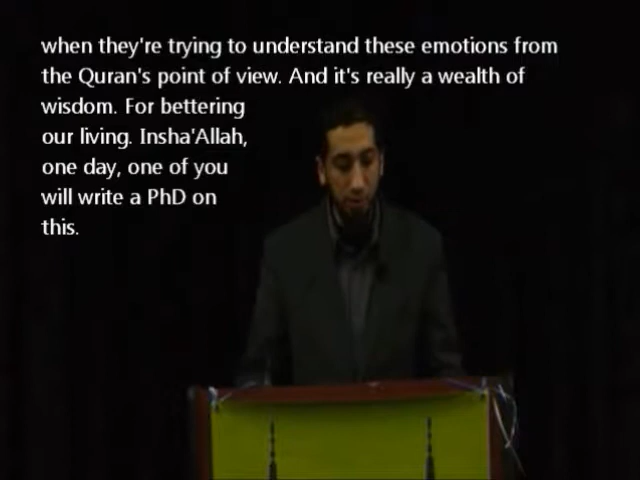 when they're trying to understand these emotions from
the Quran's point of view. And it's really a wealth of
wisdom. For bettering
our living. Insha'Allah,
one day, one of you
will write a PhD on
this.